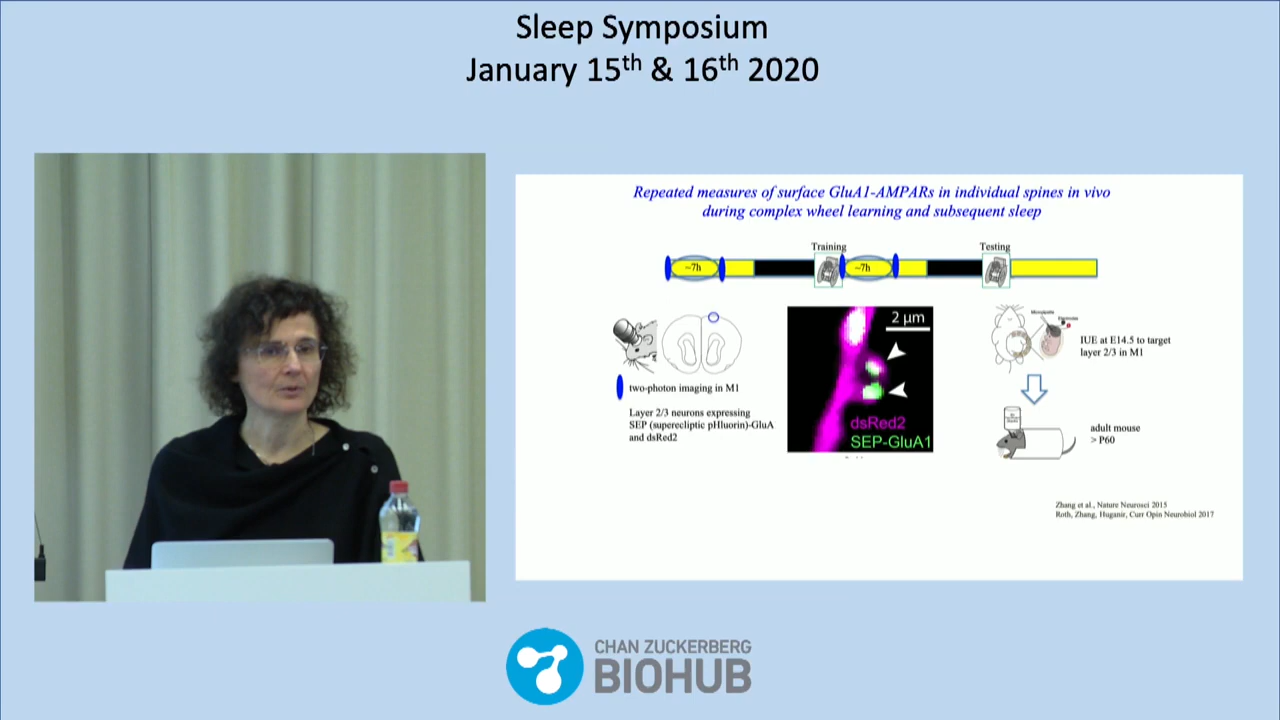 Sleep Symposium
January 15th & 16th 2020
Repeated measures of surface GluA1-AMPARs in individual spines in vivo
during complex wheel learning and subsequent sleep
Training
Testing
~7h
~7h
2 µm
dsRed2
SEP-GluA1
two-photon imaging in M1
Layer 2/3 neurons expressing
SEP (superecliptic pHluorin)-GluA
and dsRed2
IUE at E14.5 to target
layer 2/3 in M1
adult mouse
> P60
Zhang et al., Nature Neurosci 2015
Roth, Zhang, Huganir, Curr Opin Neurobiol 2017
CHAN ZUCKERBERG
BIOHUB